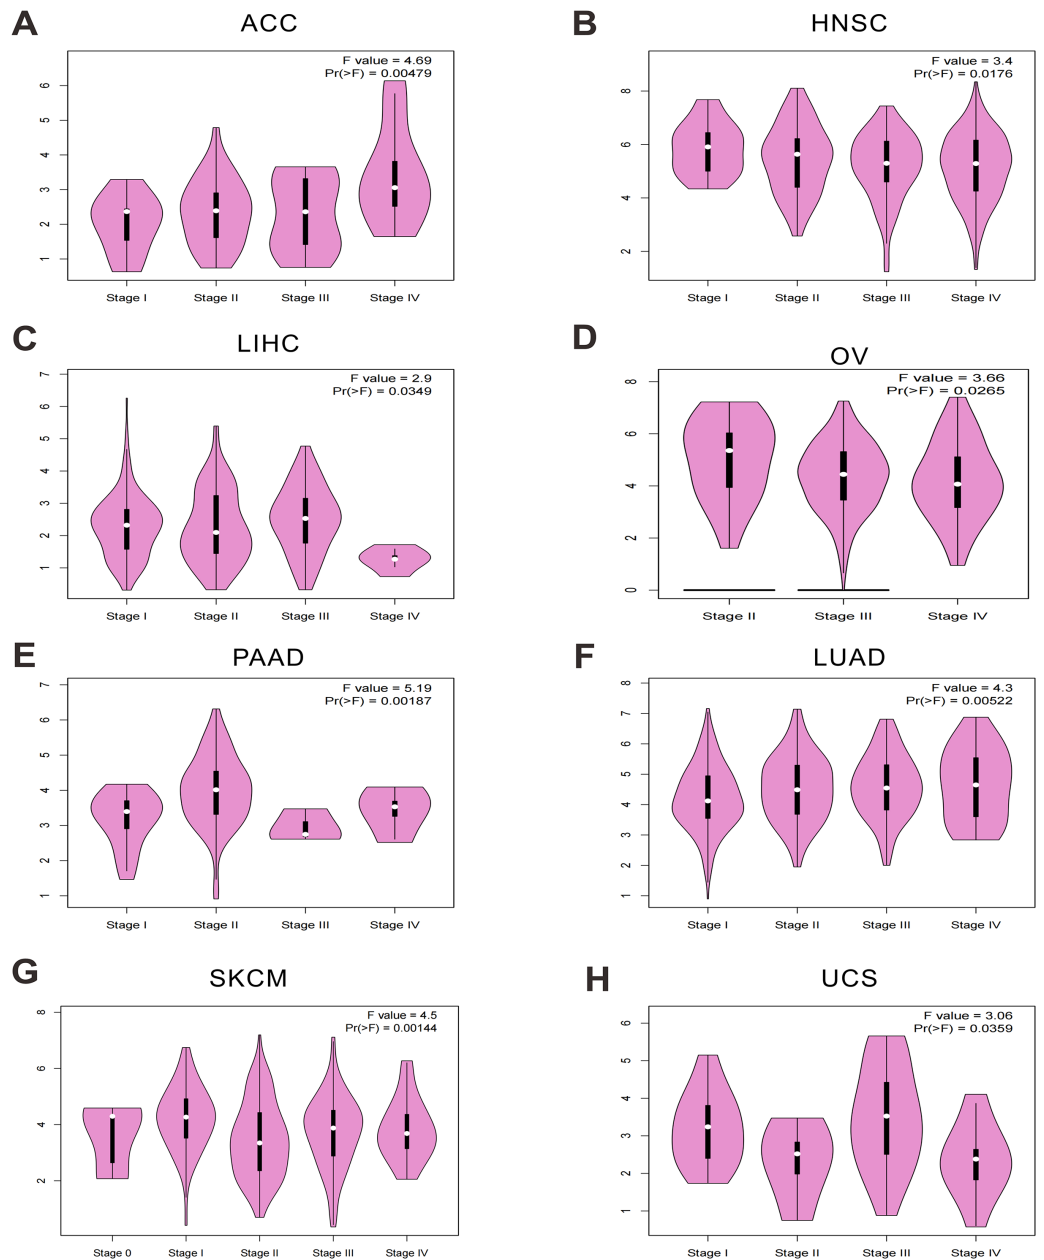 A
ACC
F value = 4.69
Pr(>F) = 0.00479
6
5
4
3
2
1
Stage I
Stage II
Stage III
Stage IV
B
HNSC
F value = 3.4
Pr(>F) = 0.0176
8
6
4
2
Stage I
Stage II
Stage III
Stage IV
C
LIHC
F value = 2.9
Pr(>F) = 0.0349
7
6
5
4
3
2
1
Stage I
Stage II
Stage III
Stage IV
D
OV
F value = 3.66
Pr(>F) = 0.0265
8
6
4
2
0
Stage II
Stage III
Stage IV
E
PAAD
F value = 5.19
Pr(>F) = 0.00187
7
6
5
4
3
2
1
Stage I
Stage II
Stage III
Stage IV
F
LUAD
F value = 4.3
Pr(>F) = 0.00522
8
7
6
5
4
3
2
1
Stage I
Stage II
Stage III
Stage IV
G
SKCM
F value = 4.5
Pr(>F) = 0.00144
8
6
4
2
Stage 0
Stage I
Stage II
Stage III
Stage IV
H
UCS
F value = 3.06
Pr(>F) = 0.0359
6
5
4
3
2
1
Stage I
Stage II
Stage III
Stage IV